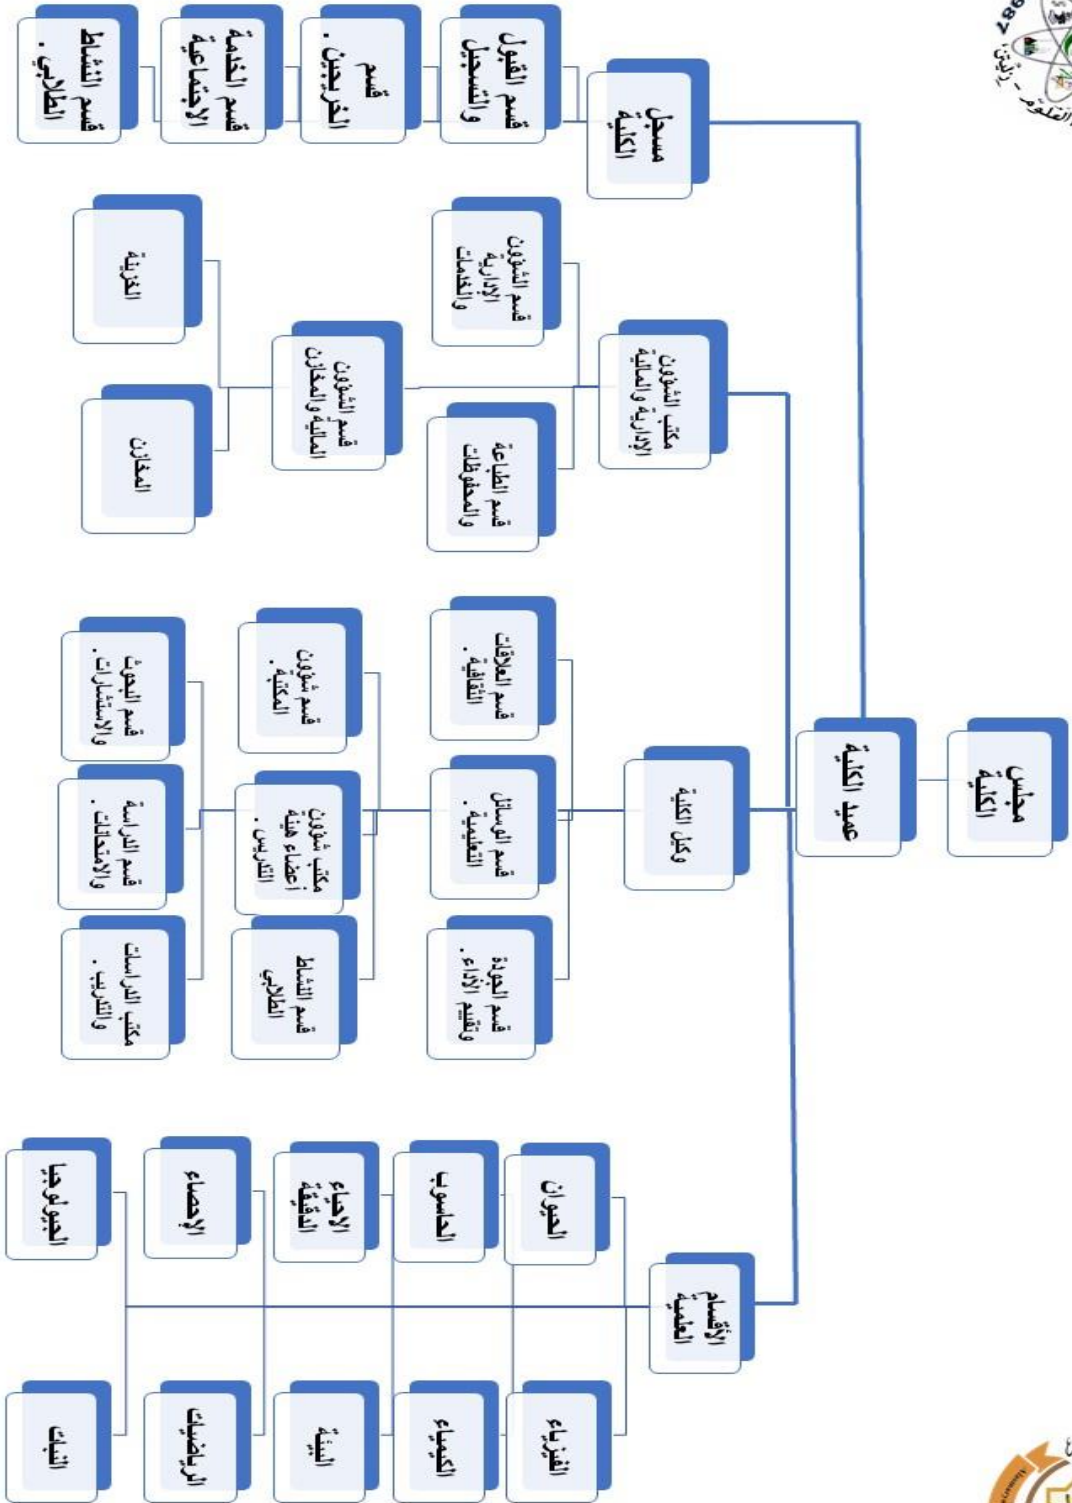 1987
العلوم - زليتن
مجلس
الكلية
عميد الكلية
مسجل
الكلية
قسم القبول
والتسجيل
قسم
الخريجين .
قسم الخدمة
الاجتماعية
قسم النشاط
الطلابي .
مكتب الشؤون
الإدارية والمالية
قسم الشؤون
الإدارية
والخدمات
قسم الطباعة
والمحفوظات
قسم الشؤون
المالية والمخازن
الخزينة
المخازن
وكيل الكلية
قسم العلاقات
الثقافية .
قسم الوسائل
التعليمية .
قسم الجودة
وتقييم الأداء .
قسم شؤون
المكتبة .
مكتب شؤون
أعضاء هيئة
التدريس .
قسم النشاط
الطلابي
قسم البحوث
والاستشارات .
قسم الدراسة
والامتحانات .
مكتب الدراسات
والتدريب .
الأقسام
العلمية
الحيوان
الفيزياء
الحاسوب
الكيمياء
الاحياء
الدقيقة
البيئة
الإحصاء
الرياضيات
الجيولوجيا
النبات